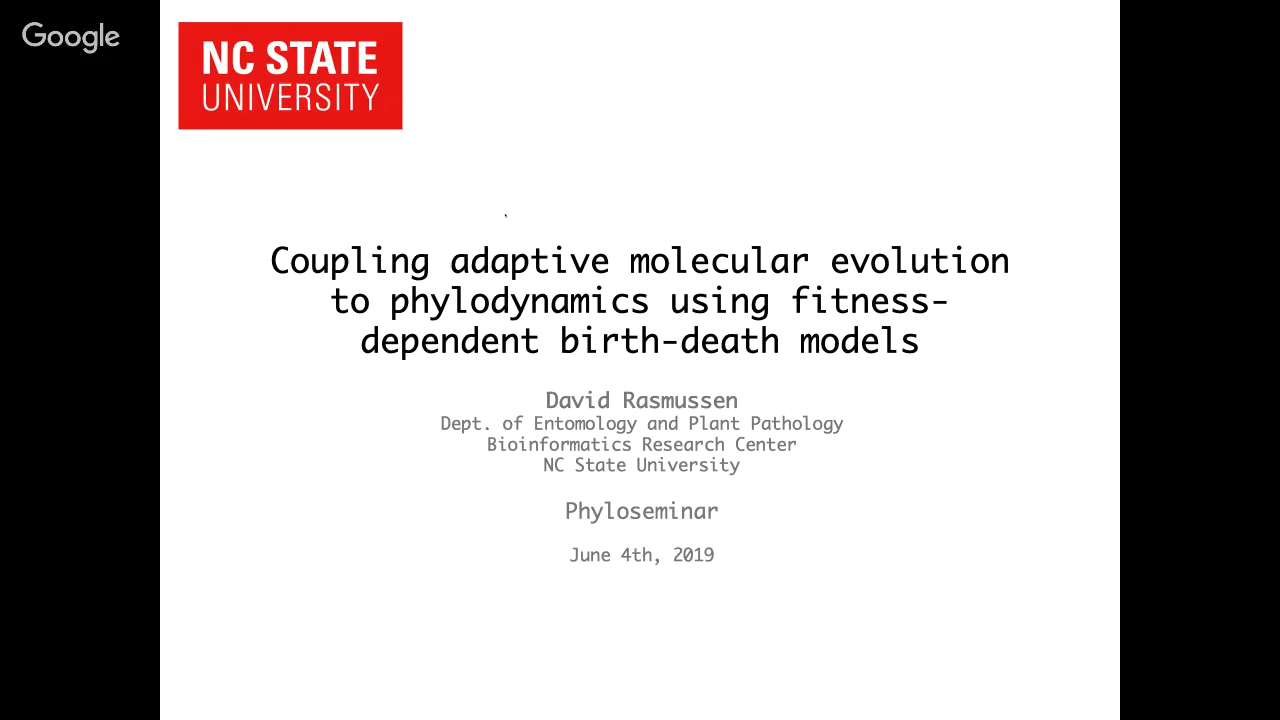 Google
NC STATE
UNIVERSITY
Coupling adaptive molecular evolution
to phylodynamics using fitness-
dependent birth-death models
David Rasmussen
Dept. of Entomology and Plant Pathology
Bioinformatics Research Center
NC State University
Phyloseminar
June 4th, 2019